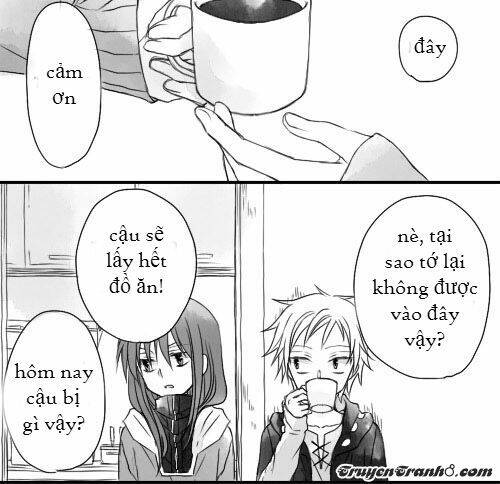 đây
cảm
ơn
nè, tại
sao tớ lại
không được
vào đây
vậy?
cậu sẽ
lấy hết
đồ ăn!
hôm nay
cậu bị
gì vậy?
TruyenTranh8.com